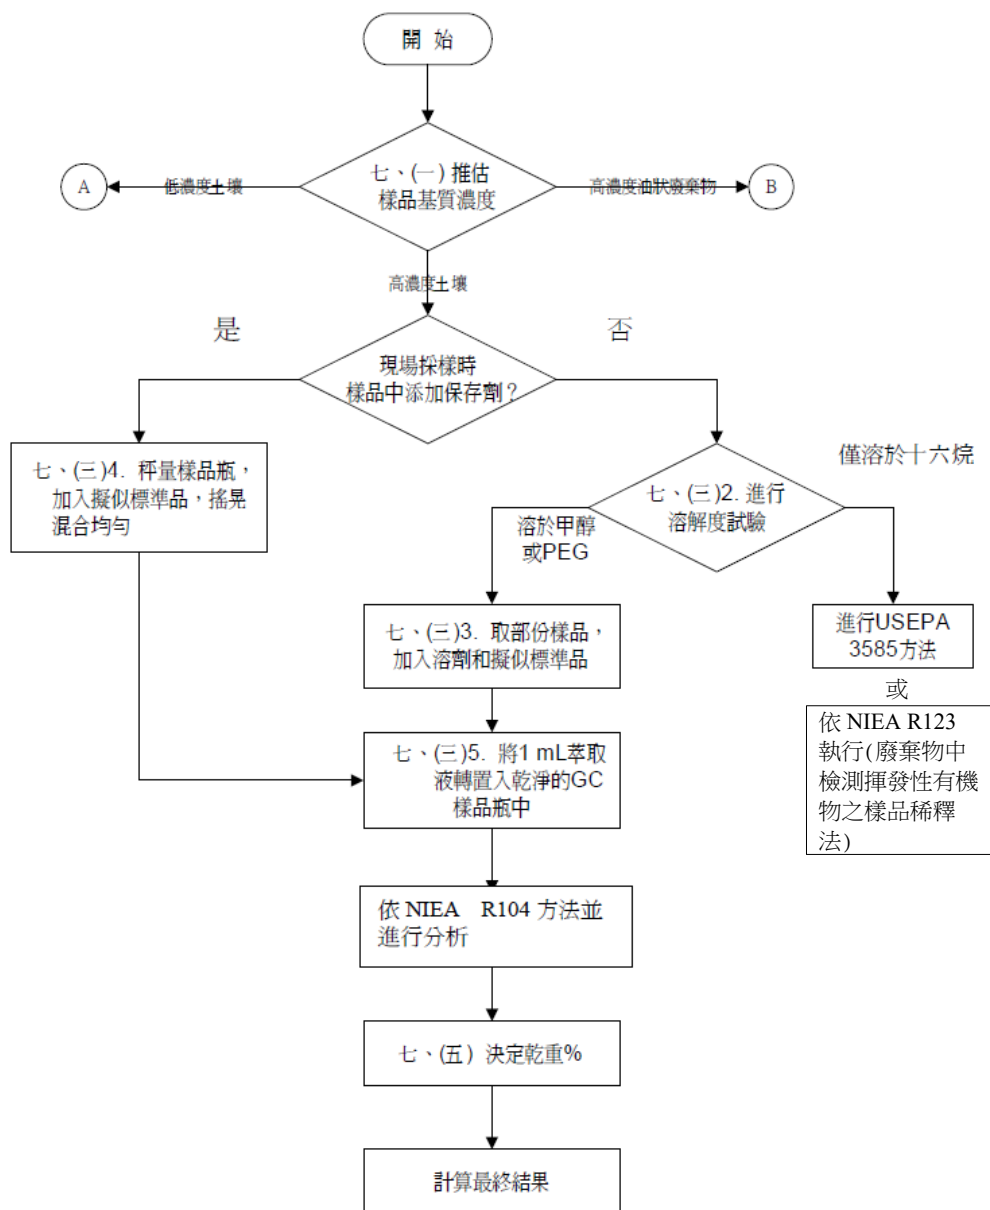 開 始
七、(一) 推估
樣品基質濃度
A
低濃度土壤
高濃度油狀廢棄物
B
高濃度土壤
是
否
現場採樣時
樣品中添加保存劑？
七、(三)4. 秤量樣品瓶，
加入擬似標準品，搖晃
混合均勻
僅溶於十六烷
七、(三)2. 進行
溶解度試驗
溶於甲醇
或PEG
七、(三)3. 取部份樣品，
加入溶劑和擬似標準品
進行USEPA
3585方法
或
依 NIEA R123
執行(廢棄物中
檢測揮發性有機
物之樣品稀釋
法)
七、(三)5. 將1 mL萃取
液轉置入乾淨的GC
樣品瓶中
依 NIEA R104 方法並
進行分析
七、(五) 決定乾重%
計算最終結果